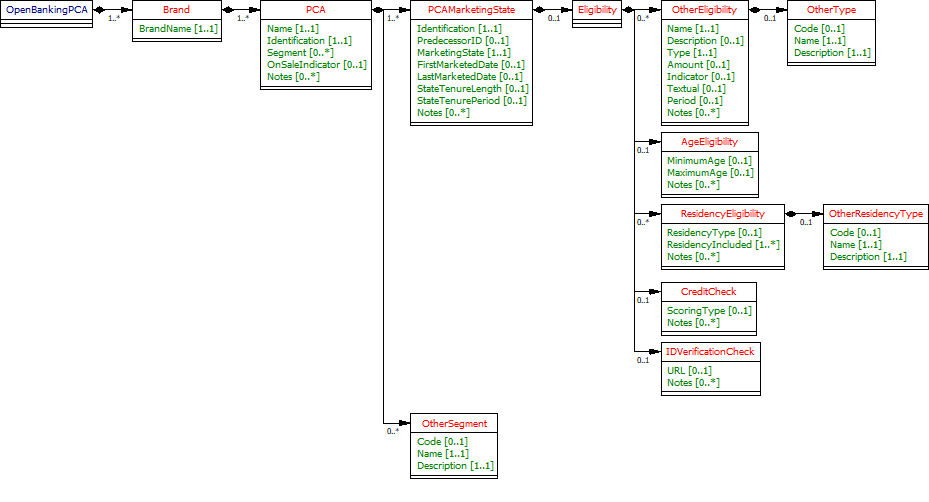 OpenBankingPCA
1..*
Brand
BrandName [1..1]
1..*
PCA
Name [1..1]
Identification [1..1]
Segment [0..*]
OnSaleIndicator [0..1]
Notes [0..*]
1..*
PCAMarketingState
Identification [1..1]
PredecessorID [0..1]
MarketingState [1..1]
FirstMarketedDate [0..1]
LastMarketedDate [0..1]
StateTenureLength [0..1]
StateTenurePeriod [0..1]
Notes [0..*]
0..1
Eligibility
0..*
OtherEligibility
Name [1..1]
Description [1..1]
Type [1..1]
Amount [0..1]
Indicator [0..1]
Textual [0..1]
Period [0..1]
Notes [0..*]
0..1
OtherType
Code [0..1]
Name [1..1]
Description [1..1]
0..1
AgeEligibility
MinimumAge [0..1]
MaximumAge [0..1]
Notes [0..*]
0..*
ResidencyEligibility
ResidencyType [0..1]
ResidencyIncluded [1..*]
Notes [0..*]
0..1
OtherResidencyType
Code [0..1]
Name [1..1]
Description [1..1]
0..1
CreditCheck
ScoringType [0..1]
Notes [0..*]
0..1
IDVerificationCheck
URL [0..1]
Notes [0..*]
0..*
OtherSegment
Code [0..1]
Name [1..1]
Description [1..1]